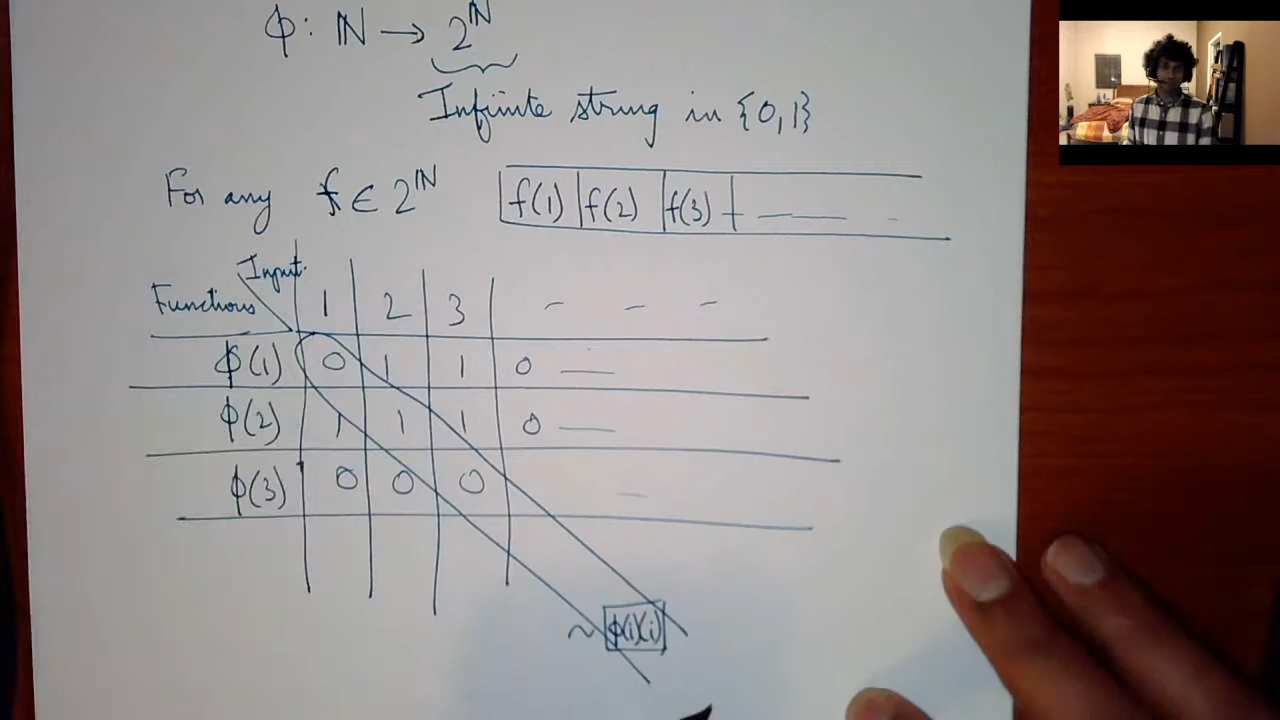 ϕ: ℕ → 2^ℕ
Infinite string in {0,1}
For any f ∈ 2^ℕ
f(1) f(2) f(3)
Input
Functions 1 2 3 - - -
ϕ(1) 0 1 1 0 —
ϕ(2) 1 1 1 0 —
ϕ(3) 0 0 0 —
~ ϕ(i)(i)